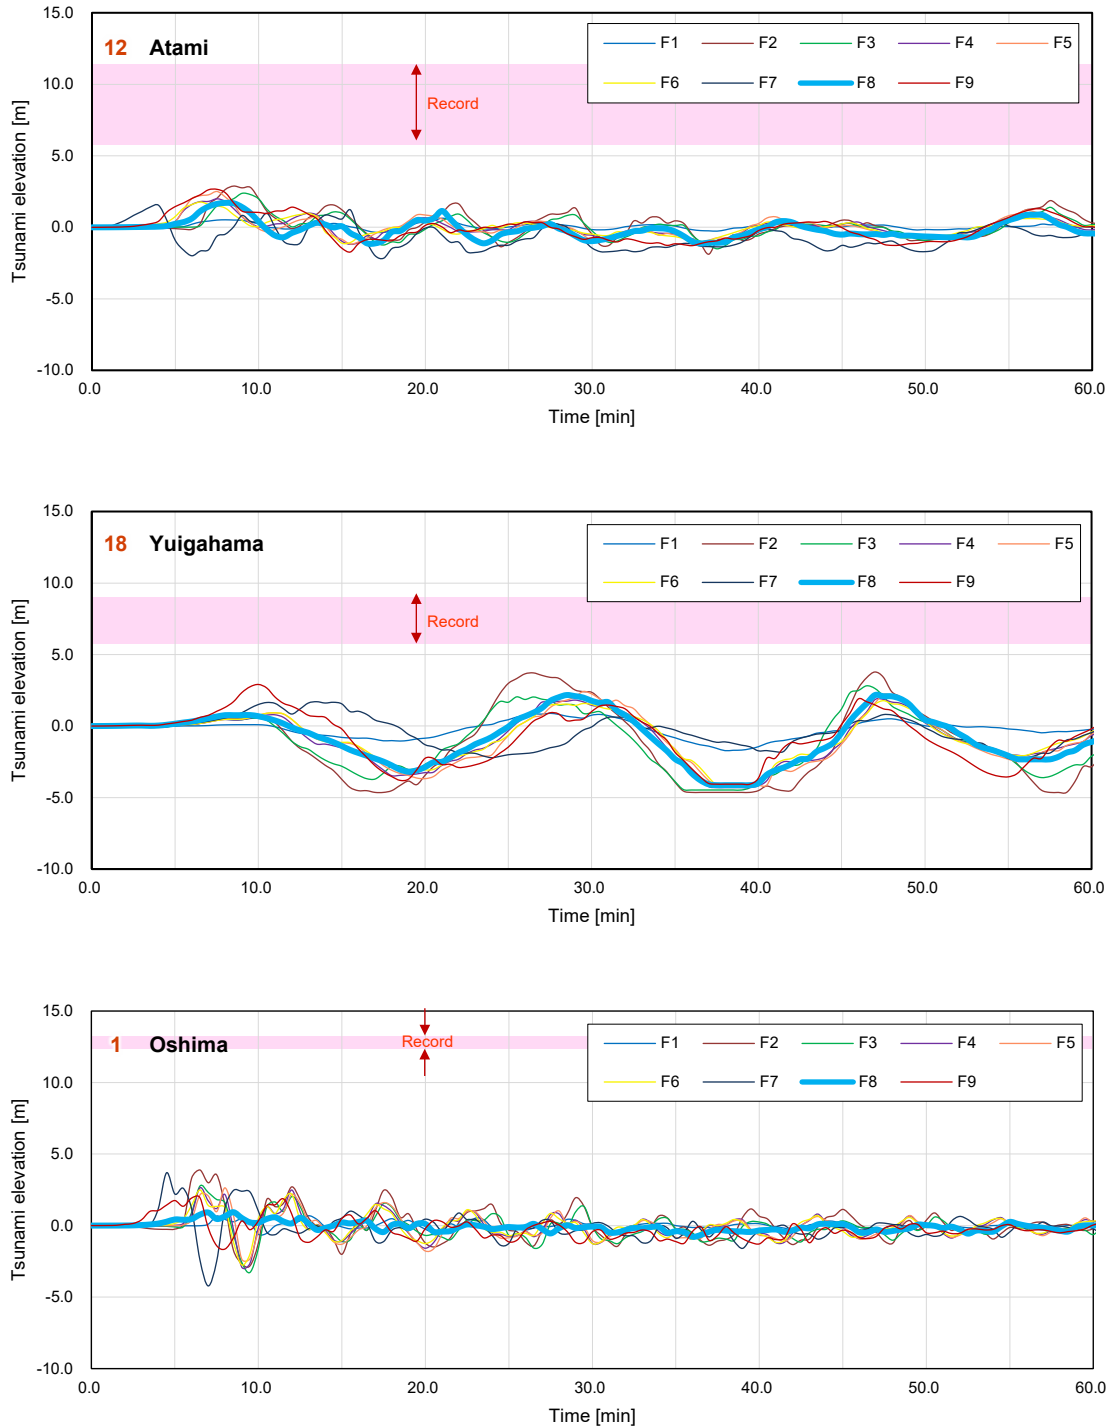 15.0
12 Atami
F1 F2 F3 F4 F5
10.0
F6 F7 F8 F9
Record
5.0
0.0
-5.0
-10.0
Tsunami elevation [m]
0.0 10.0 20.0 30.0 40.0 50.0 60.0
Time [min]
15.0
18 Yuigahama
F1 F2 F3 F4 F5
10.0
F6 F7 F8 F9
Record
5.0
0.0
-5.0
-10.0
Tsunami elevation [m]
0.0 10.0 20.0 30.0 40.0 50.0 60.0
Time [min]
15.0
1 Oshima
Record
F1 F2 F3 F4 F5
10.0
F6 F7 F8 F9
5.0
0.0
-5.0
-10.0
Tsunami elevation [m]
0.0 10.0 20.0 30.0 40.0 50.0 60.0
Time [min]